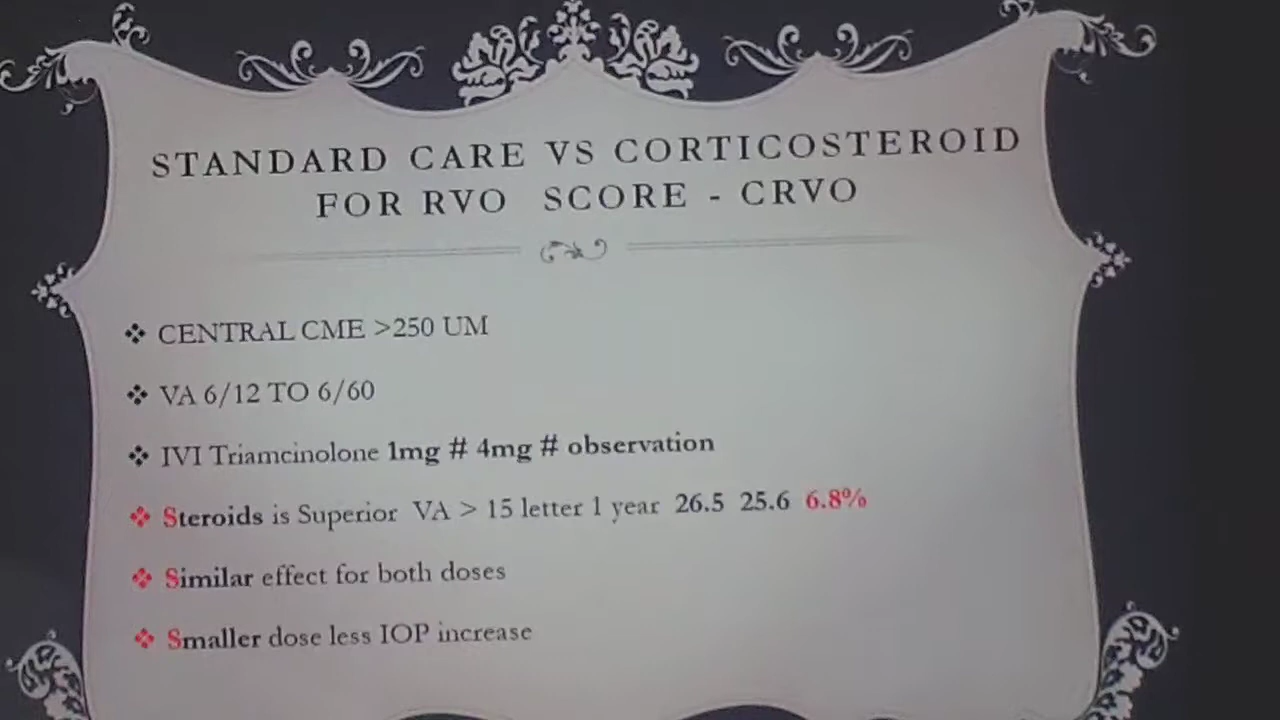 STANDARD CARE VS CORTICOSTEROID
FOR RVO SCORE - CRVO
CENTRAL CME >250 UM
VA 6/12 TO 6/60
IVI Triamcinolone 1mg # 4mg # observation
Steroids is Superior VA > 15 letter 1 year 26.5 25.6 6.8%
Similar effect for both doses
Smaller dose less IOP increase